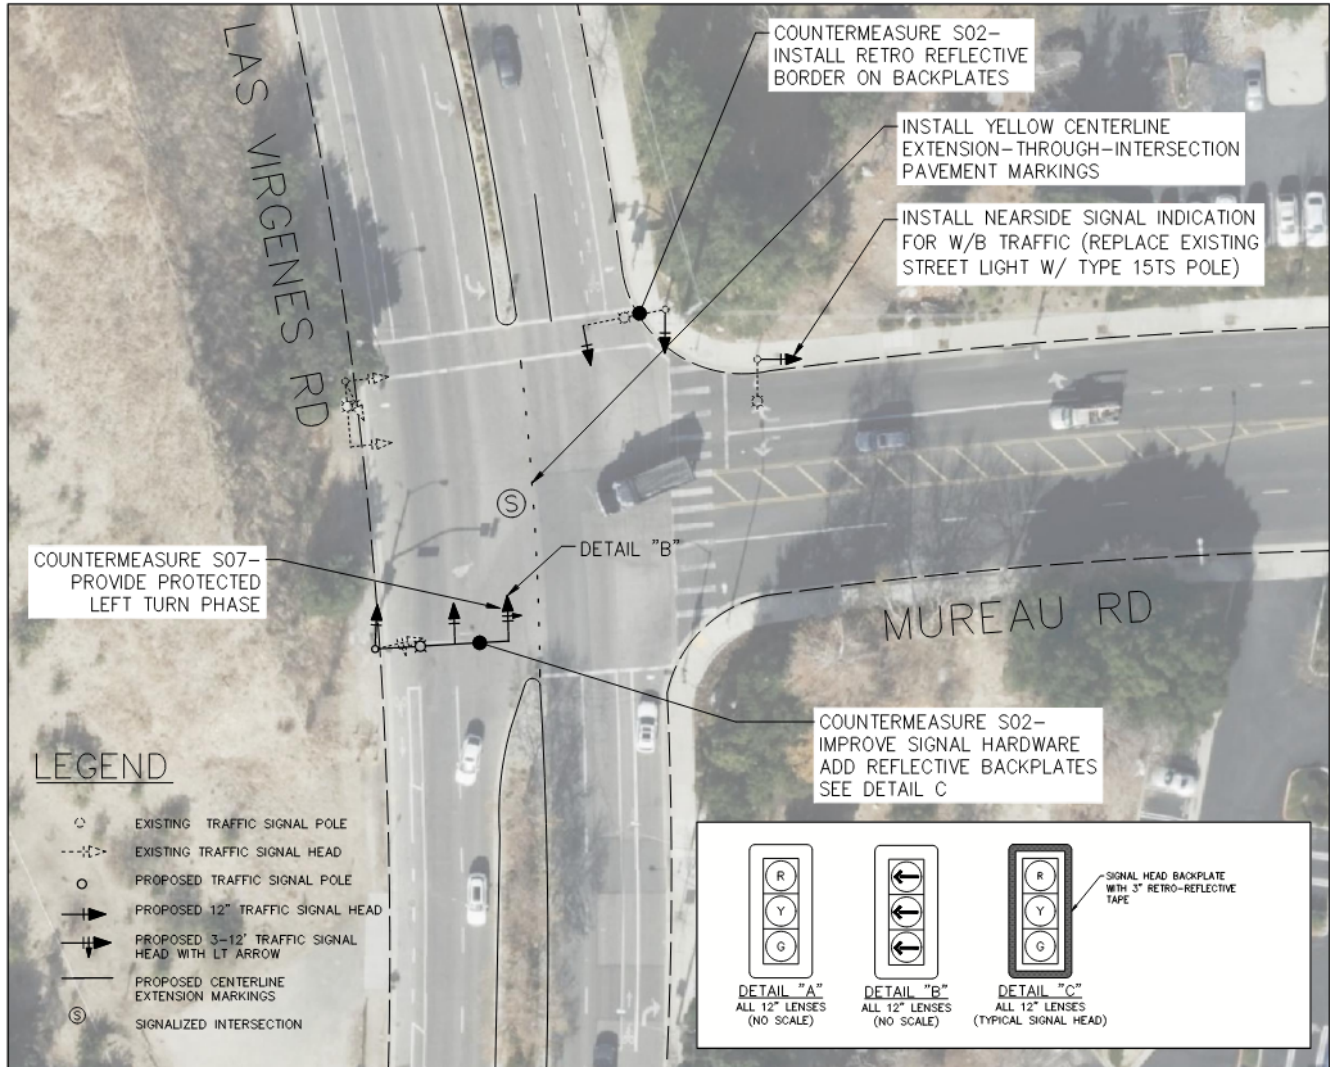 COUNTERMEASURE S02-
INSTALL RETRO REFLECTIVE
BORDER ON BACKPLATES
LAS VIRGENES RD
INSTALL YELLOW CENTERLINE
EXTENSION-THROUGH-INTERSECTION
PAVEMENT MARKINGS
INSTALL NEARSIDE SIGNAL INDICATION
FOR W/B TRAFFIC (REPLACE EXISTING
STREET LIGHT W/ TYPE 15TS POLE)
S
DETAIL "B"
COUNTERMEASURE S07-
PROVIDE PROTECTED
LEFT TURN PHASE
MUREAU RD
COUNTERMEASURE S02-
IMPROVE SIGNAL HARDWARE
ADD REFLECTIVE BACKPLATES
SEE DETAIL C
LEGEND
EXISTING TRAFFIC SIGNAL POLE
EXISTING TRAFFIC SIGNAL HEAD
PROPOSED TRAFFIC SIGNAL POLE
PROPOSED 12" TRAFFIC SIGNAL HEAD
PROPOSED 3-12' TRAFFIC SIGNAL
HEAD WITH LT ARROW
PROPOSED CENTERLINE
EXTENSION MARKINGS
S
SIGNALIZED INTERSECTION
R
Y
G
DETAIL "A"
ALL 12" LENSES
(NO SCALE)
DETAIL "B"
ALL 12" LENSES
(NO SCALE)
R
Y
G
DETAIL "C"
ALL 12" LENSES
(TYPICAL SIGNAL HEAD)
SIGNAL HEAD BACKPLATE
WITH 3" RETRO-REFLECTIVE
TAPE